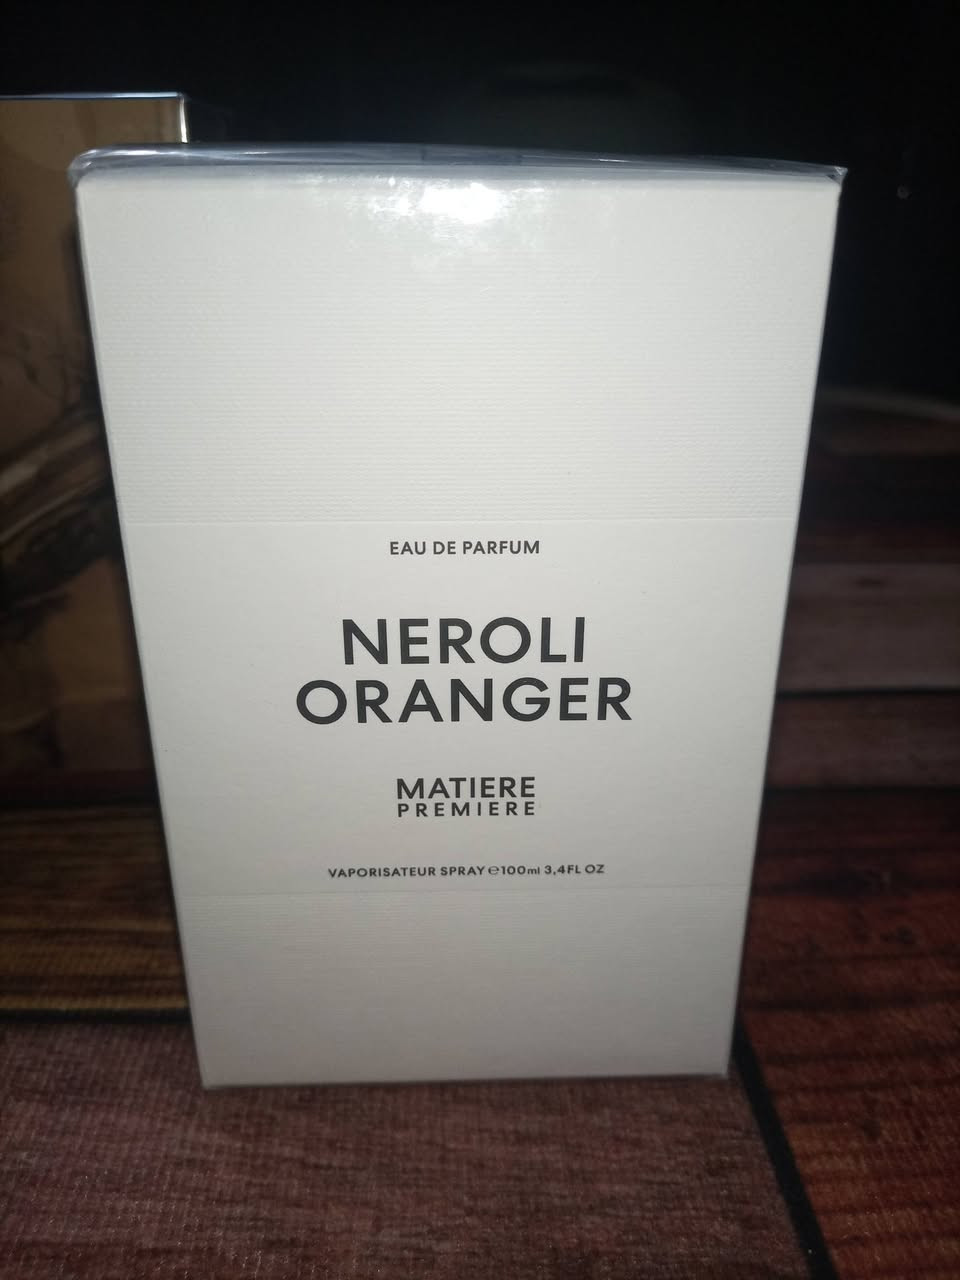 EAU DE PARFUM
NEROLI
ORANGER
MATIERE
PREMIERE
VAPORISATEUR SPRAY ℮100ml 3,4FL OZ